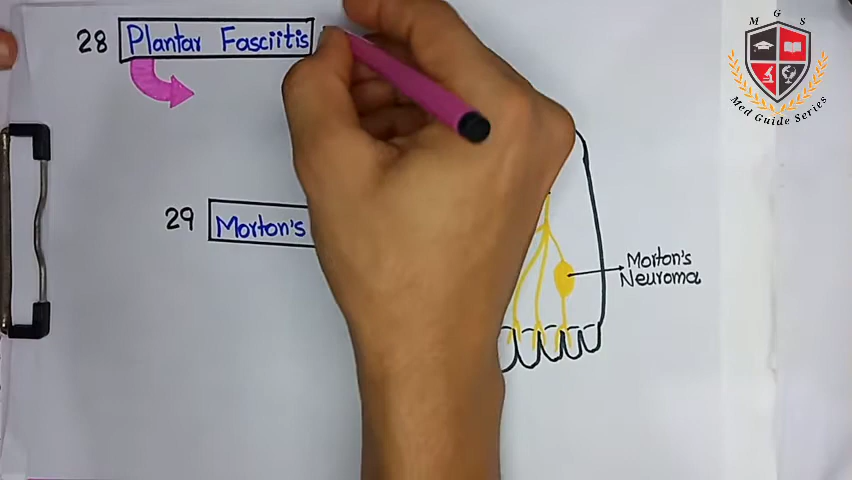 28 Plantar Fasciitis
29 Morton's
Morton's
Neuroma
M G S
Med Guide Series